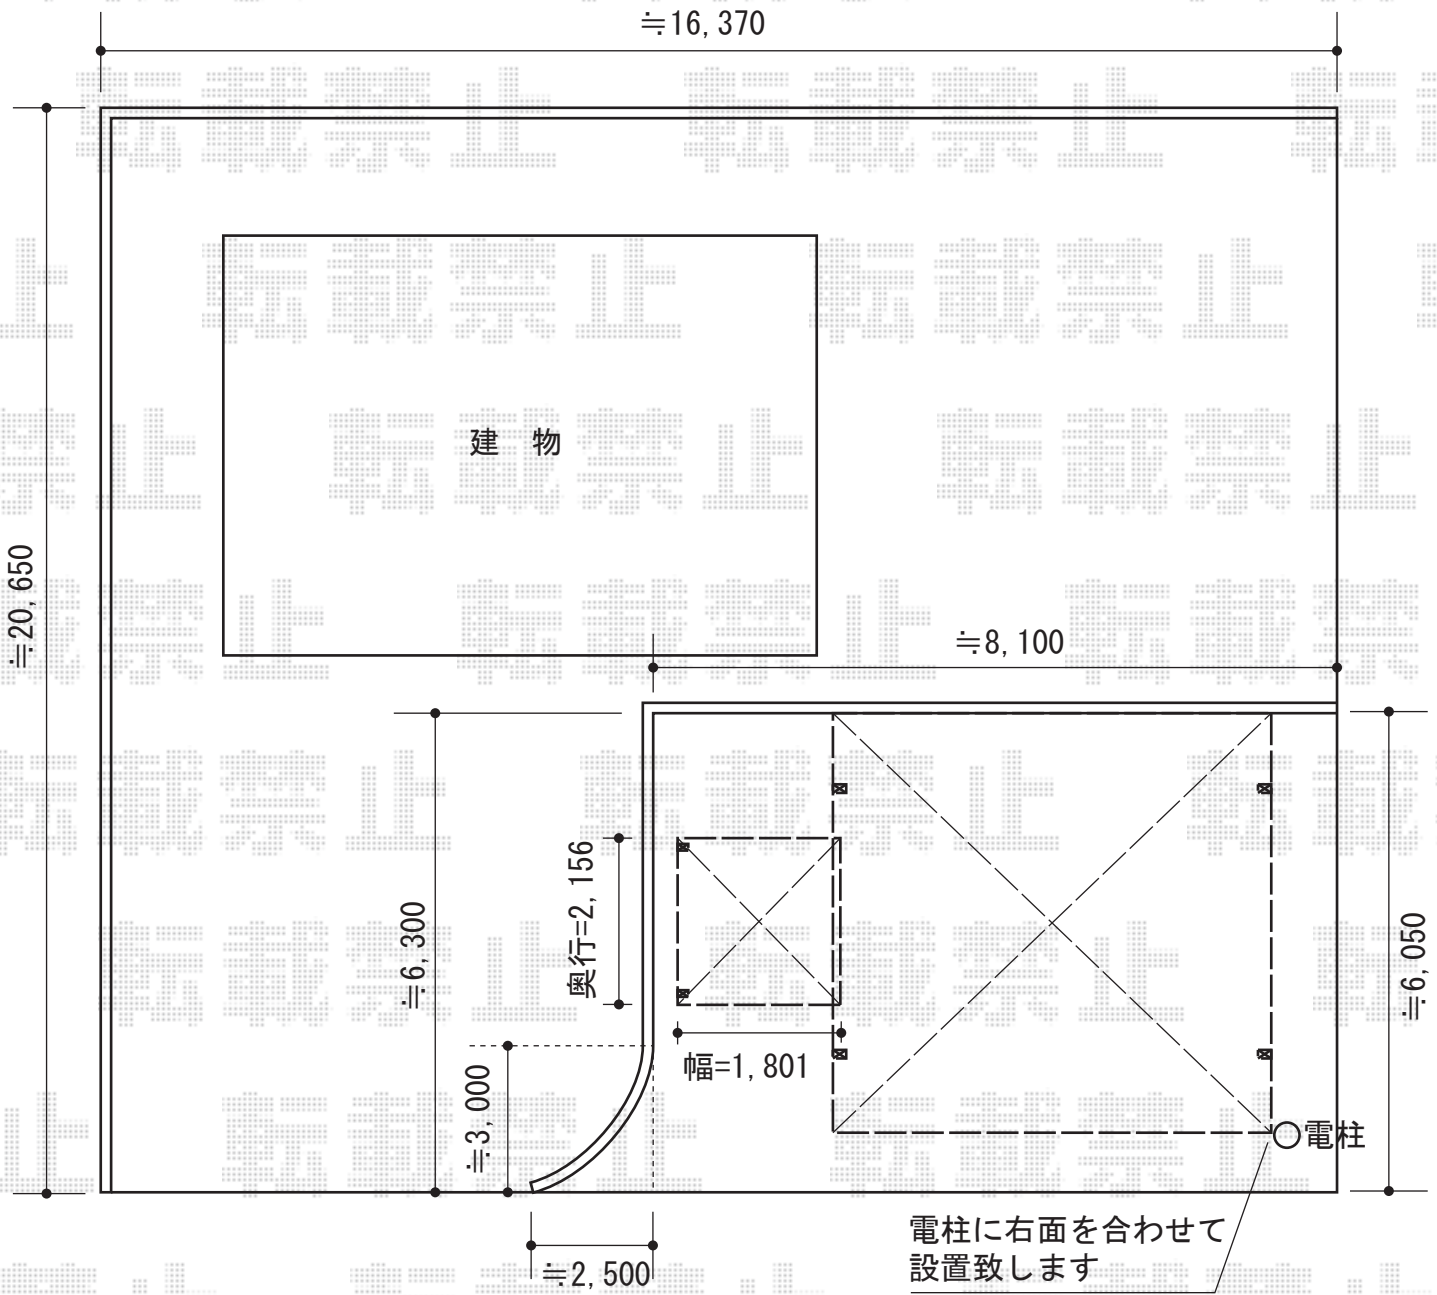 ≒16,370
≒20,650
建　物
≒8,100
奥行=2,156
≒6,300
≒6,050
幅=1,801
≒3,000
電柱
電柱に右面を合わせて
設置致します
≒2,500
転載禁止